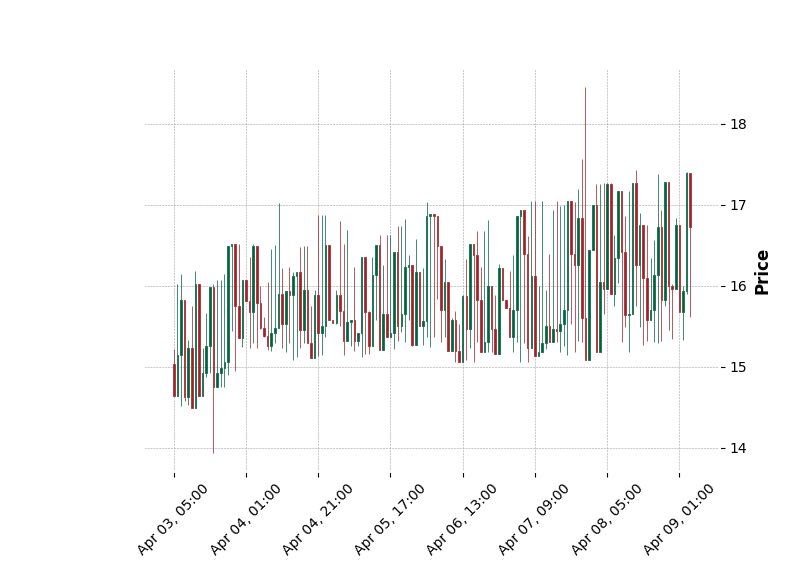 18
17
16
15
14
Price
Apr 03, 05:00
Apr 04, 01:00
Apr 04, 21:00
Apr 05, 17:00
Apr 06, 13:00
Apr 07, 09:00
Apr 08, 05:00
Apr 09, 01:00